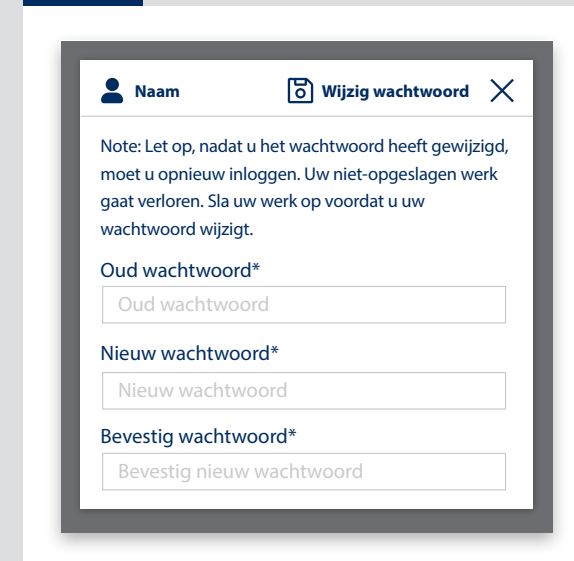 Naam
Wijzig wachtwoord
Note: Let op, nadat u het wachtwoord heeft gewijzigd,
moet u opnieuw inloggen. Uw niet-opgeslagen werk
gaat verloren. Sla uw werk op voordat u uw
wachtwoord wijzigt.
Oud wachtwoord*
Oud wachtwoord
Nieuw wachtwoord*
Nieuw wachtwoord
Bevestig wachtwoord*
Bevestig nieuw wachtwoord